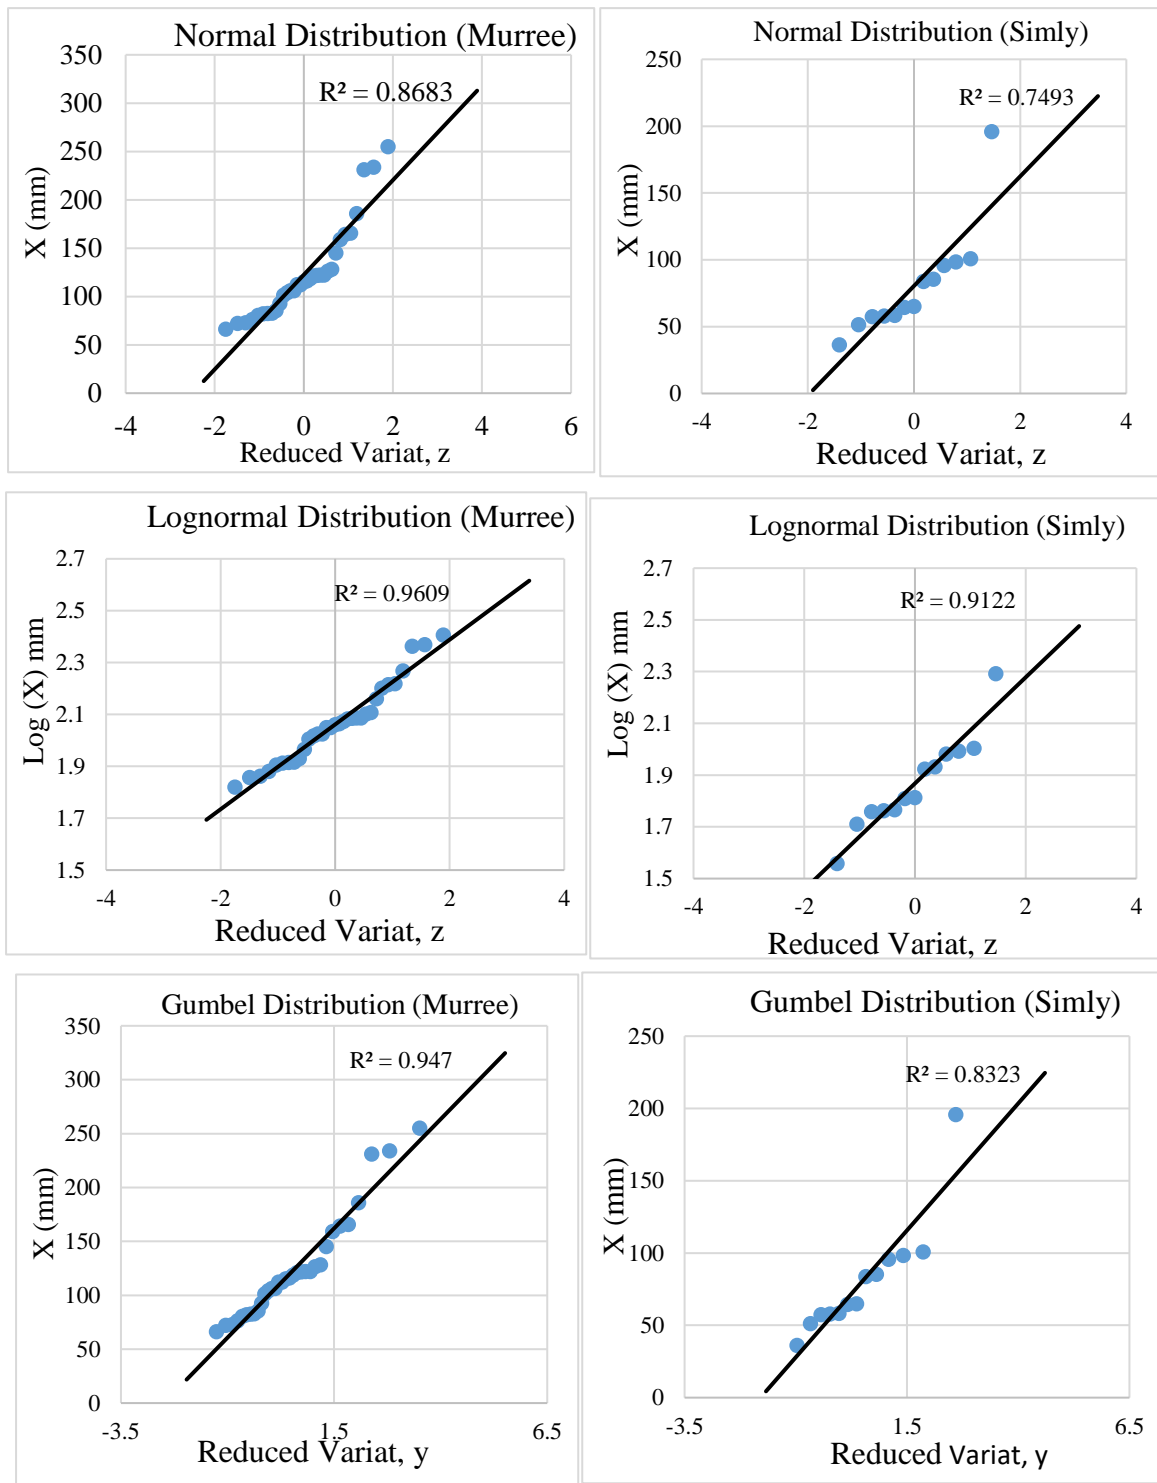 Normal Distribution (Murree)
R² = 0.8683
350
300
250
200
150
100
50
0
X (mm)
-4 -2 0 2 4 6
Reduced Variat, z
Normal Distribution (Simly)
R² = 0.7493
250
200
150
100
50
0
X (mm)
-4 -2 0 2 4
Reduced Variat, z
Lognormal Distribution (Murree)
R² = 0.9609
2.7
2.5
2.3
2.1
1.9
1.7
1.5
Log (X) mm
-4 -2 0 2 4
Reduced Variat, z
Lognormal Distribution (Simly)
R² = 0.9122
2.7
2.5
2.3
2.1
1.9
1.7
1.5
Log (X) mm
-4 -2 0 2 4
Reduced Variat, z
Gumbel Distribution (Murree)
R² = 0.947
350
300
250
200
150
100
50
0
X (mm)
-3.5 1.5 6.5
Reduced Variat, y
Gumbel Distribution (Simly)
R² = 0.8323
250
200
150
100
50
0
X (mm)
-3.5 1.5 6.5
Reduced Variat, y